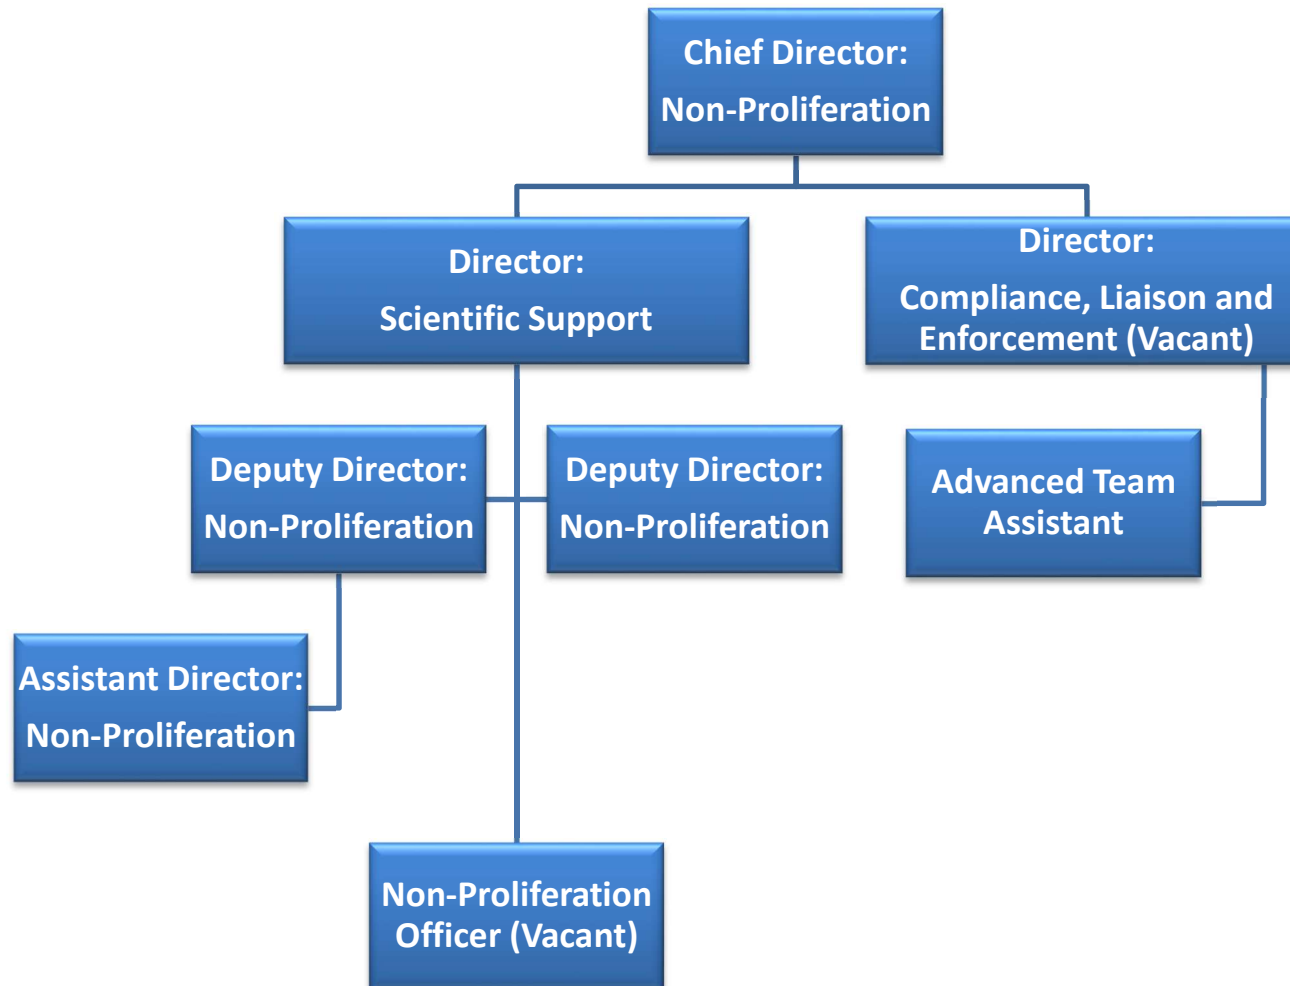 Chief Director:
Non-Proliferation
Director:
Scientific Support
Director:
Compliance, Liaison and
Enforcement (Vacant)
Deputy Director:
Non-Proliferation
Deputy Director:
Non-Proliferation
Advanced Team
Assistant
Assistant Director:
Non-Proliferation
Non-Proliferation
Officer (Vacant)